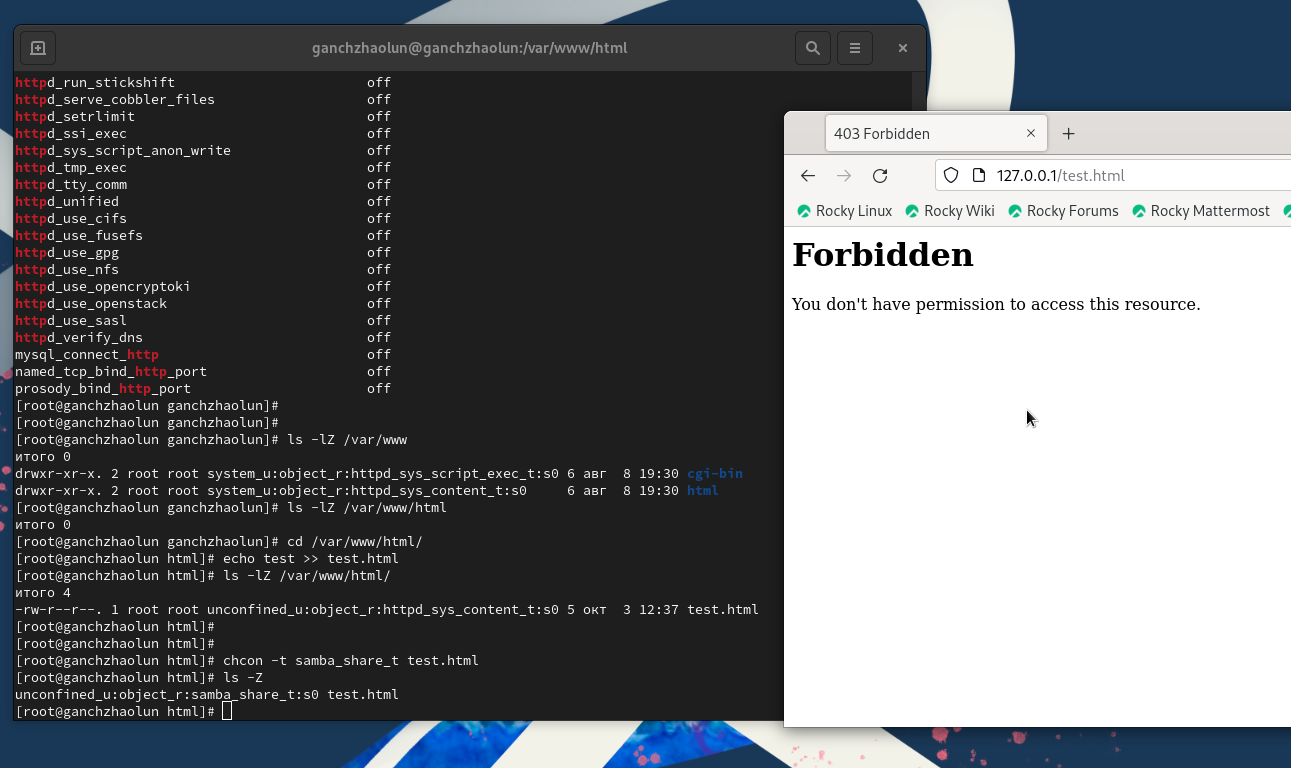 ganchzhaolun@ganchzhaolun:/var/www/html
httpd_run_stickshift off
httpd_serve_cobbler_files off
httpd_setrlimit off
httpd_ssi_exec off
httpd_sys_script_anon_write off
httpd_tmp_exec off
httpd_tty_comm off
httpd_unified off
httpd_use_cifs off
httpd_use_fusefs off
httpd_use_gpg off
httpd_use_nfs off
httpd_use_opencryptoki off
httpd_use_openstack off
httpd_use_sasl off
httpd_verify_dns off
mysql_connect_http off
named_tcp_bind_http_port off
prosody_bind_http_port off
[root@ganchzhaolun ganchzhaolun]#
[root@ganchzhaolun ganchzhaolun]#
[root@ganchzhaolun ganchzhaolun]# ls -lZ /var/www
итого 0
drwxr-xr-x. 2 root root system_u:object_r:httpd_sys_script_exec_t:s0 6 авг  8 19:30 cgi-bin
drwxr-xr-x. 2 root root system_u:object_r:httpd_sys_content_t:s0     6 авг  8 19:30 html
[root@ganchzhaolun ganchzhaolun]# ls -lZ /var/www/html
итого 0
[root@ganchzhaolun ganchzhaolun]# cd /var/www/html/
[root@ganchzhaolun html]# echo test >> test.html
[root@ganchzhaolun html]# ls -lZ /var/www/html/
итого 4
-rw-r--r--. 1 root root unconfined_u:object_r:httpd_sys_content_t:s0 5 окт  3 12:37 test.html
[root@ganchzhaolun html]#
[root@ganchzhaolun html]#
[root@ganchzhaolun html]# chcon -t samba_share_t test.html
[root@ganchzhaolun html]# ls -Z
unconfined_u:object_r:samba_share_t:s0 test.html
[root@ganchzhaolun html]#
403 Forbidden
127.0.0.1/test.html
Rocky Linux Rocky Wiki Rocky Forums Rocky Mattermost
Forbidden
You don't have permission to access this resource.